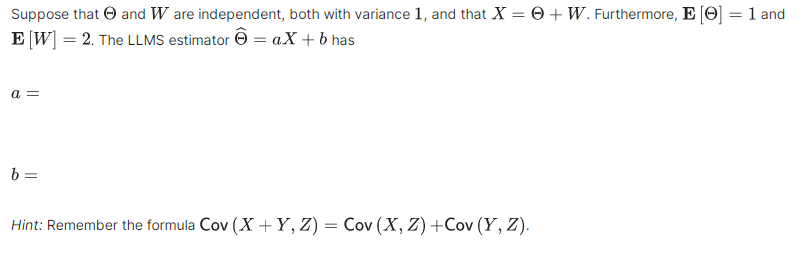 Suppose that Θ and W are independent, both with variance 1, and that X = Θ + W. Furthermore, E [Θ] = 1 and
E [W] = 2. The LLMS estimator Θ̂ = aX + b has
a =
b =
Hint: Remember the formula Cov (X + Y, Z) = Cov (X, Z) +Cov (Y, Z).